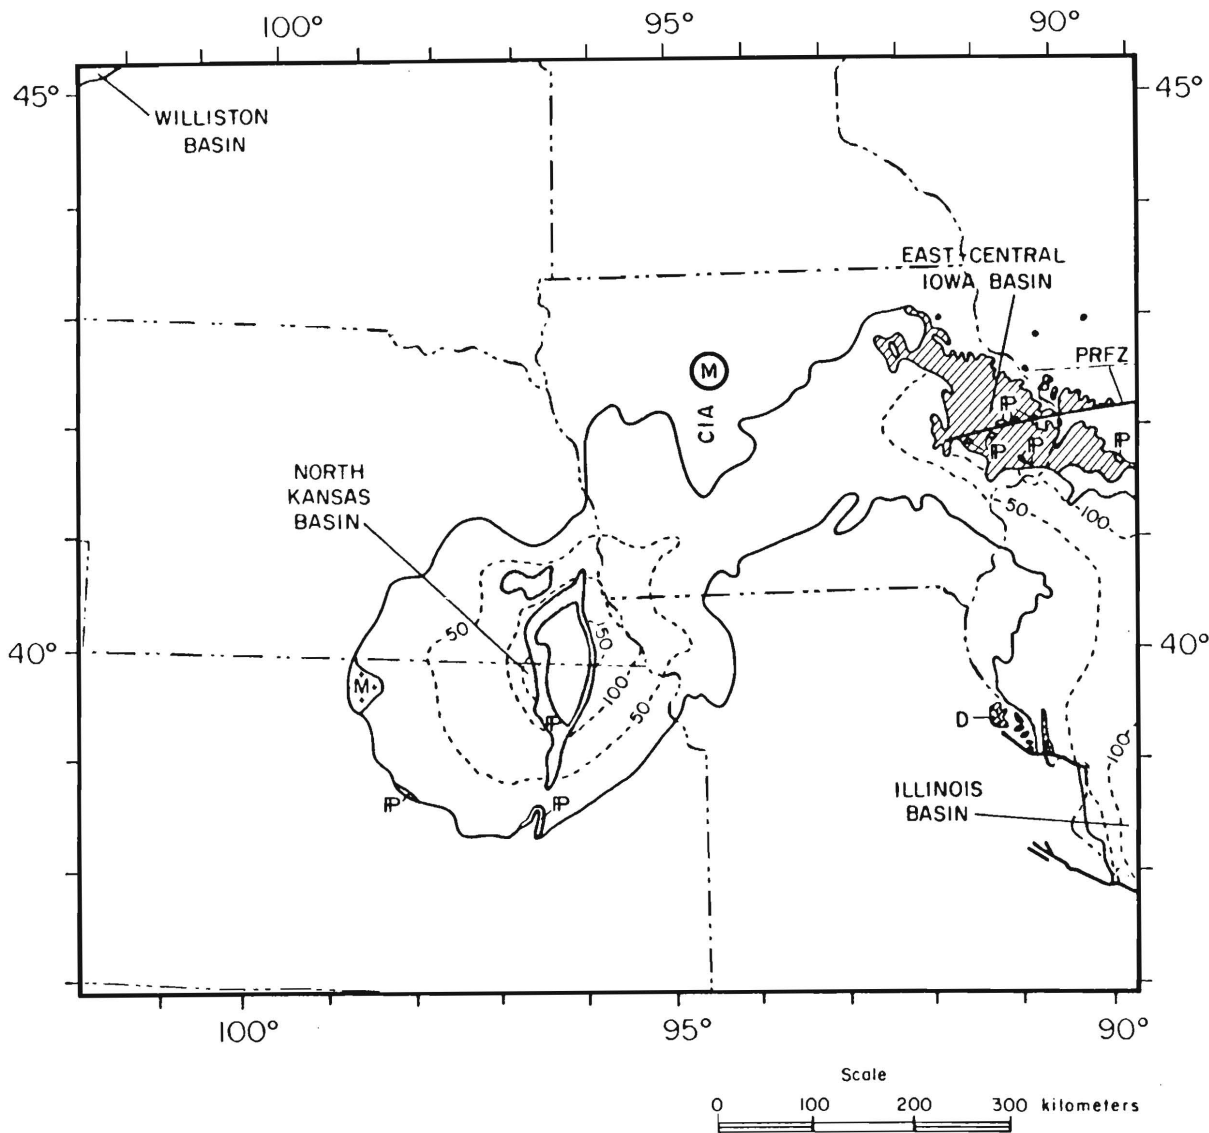 100° 95° 90°
45° 45°
WILLISTON
BASIN
EAST-CENTRAL
IOWA BASIN
PRFZ
M
CIA
P
P P P
NORTH
KANSAS
BASIN
50 100
50 150
40° 40°
M 100
50
P
D
100
P P
ILLINOIS
BASIN
100° 95° 90°
Scale
0 100 200 300 kilometers